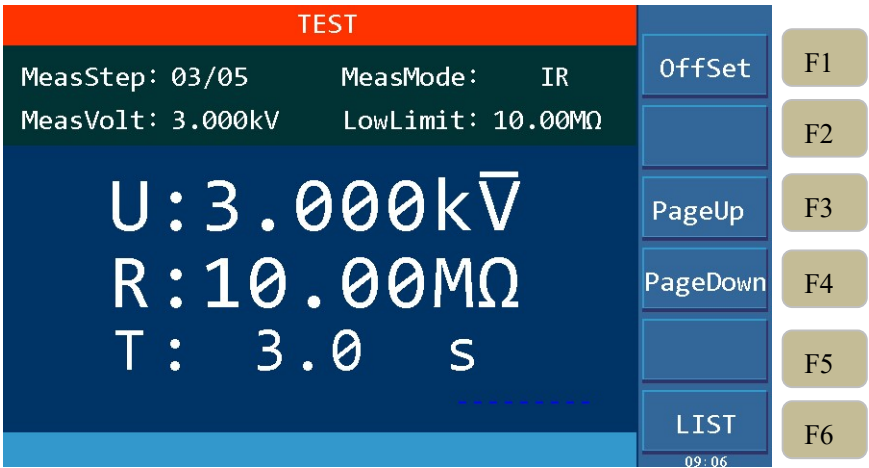 TEST
MeasStep: 03/05 MeasMode: IR
MeasVolt: 3.000kV LowLimit: 10.00MΩ
U:3.000kV̅
R:10.00MΩ
T: 3.0 s
---------
OffSet F1
F2
PageUp F3
PageDown F4
F5
LIST F6
09:06